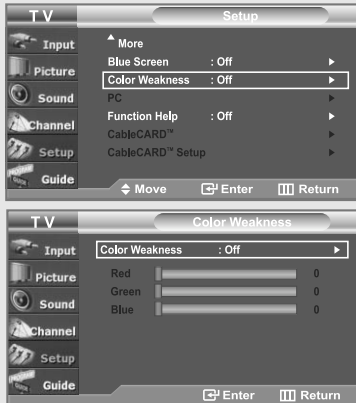 TV
Setup
Input
Picture
Sound
Channel
Setup
Guide
More
Blue Screen : Off
Color Weakness : Off
PC
Function Help : Off
CableCARD™
CableCARD™ Setup
Move Enter Return
TV
Color Weakness
Input
Picture
Sound
Channel
Setup
Guide
Color Weakness : Off
Red 0
Green 0
Blue 0
Enter Return